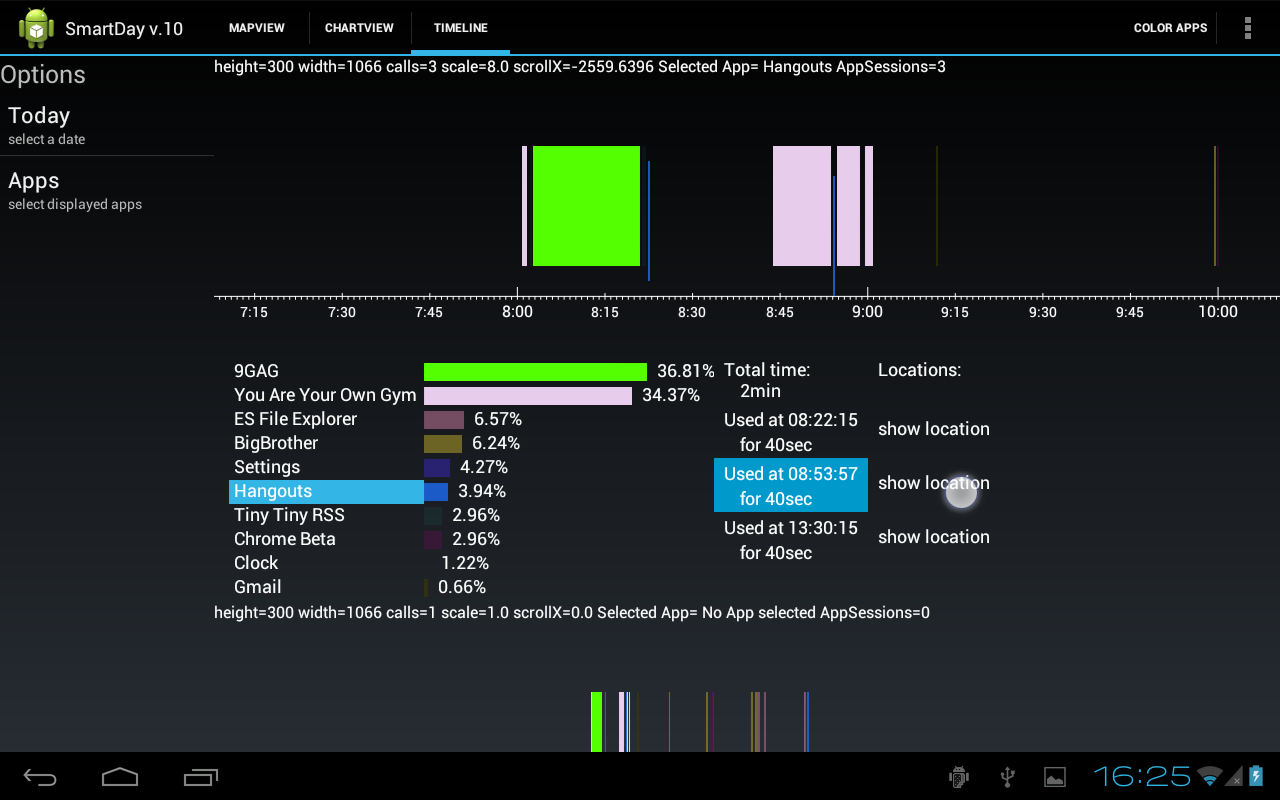 SmartDay v.10
MAPVIEW
CHARTVIEW
TIMELINE
COLOR APPS
Options
Today
select a date
Apps
select displayed apps
height=300 width=1066 calls=3 scale=8.0 scrollX=-2559.6396 Selected App= Hangouts AppSessions=3
7:15 7:30 7:45 8:00 8:15 8:30 8:45 9:00 9:15 9:30 9:45 10:00
9GAG 36.81%
You Are Your Own Gym 34.37%
ES File Explorer 6.57%
BigBrother 6.24%
Settings 4.27%
Hangouts 3.94%
Tiny Tiny RSS 2.96%
Chrome Beta 2.96%
Clock 1.22%
Gmail 0.66%
Total time:
2min
Used at 08:22:15
for 40sec
Used at 08:53:57
for 40sec
Used at 13:30:15
for 40sec
Locations:
show location
show location
show location
height=300 width=1066 calls=1 scale=1.0 scrollX=0.0 Selected App= No App selected AppSessions=0
16:25